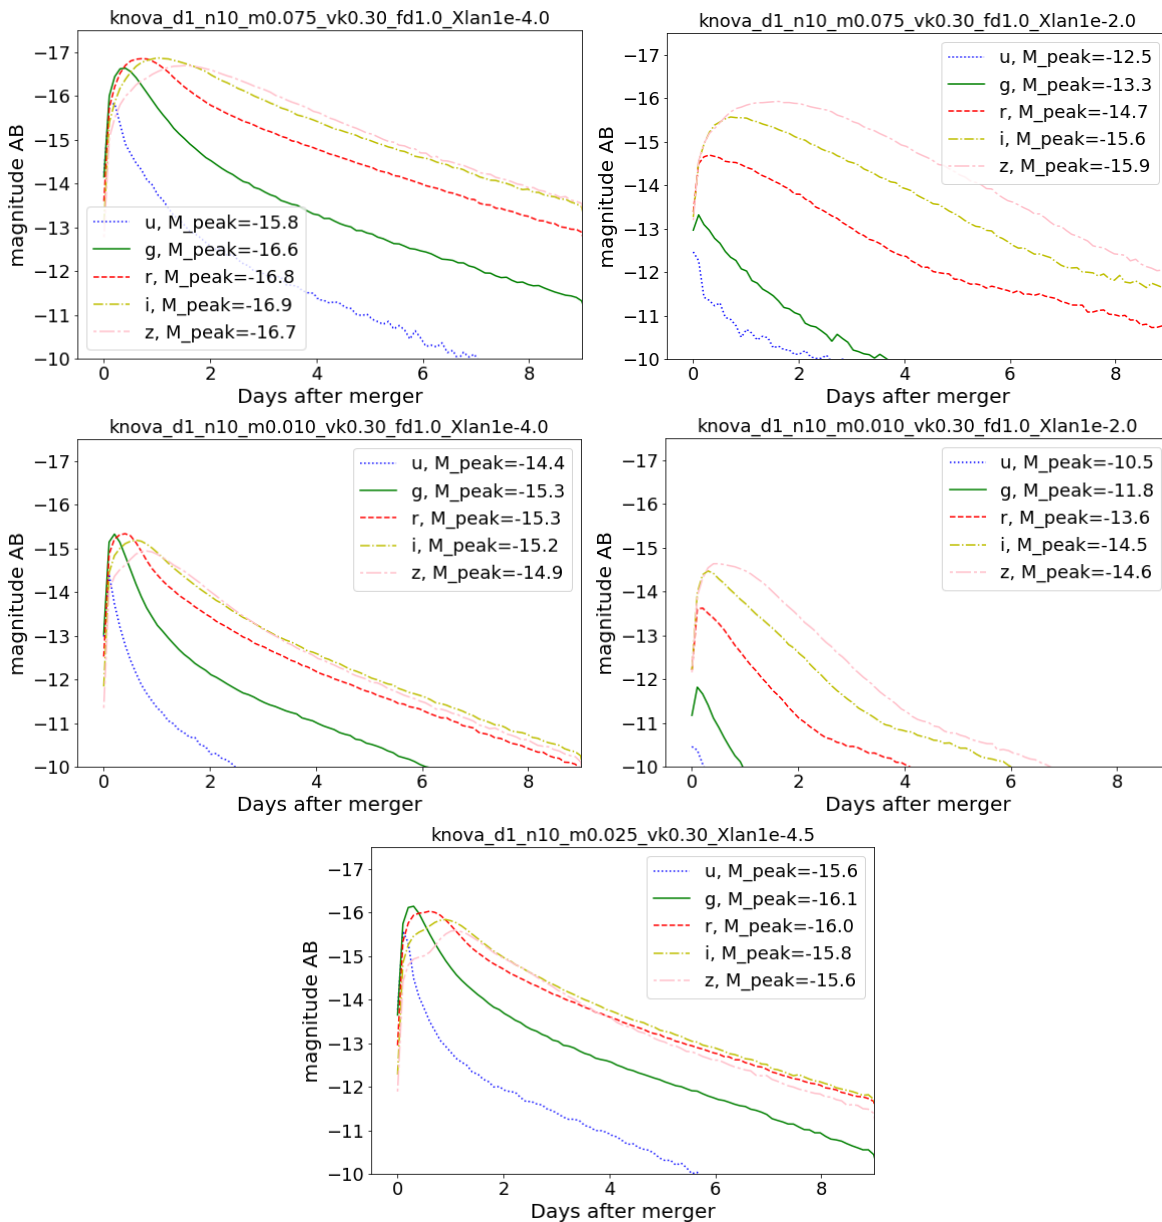 knova_d1_n10_m0.075_vk0.30_fd1.0_Xlan1e-4.0
magnitude AB
−17
−16
−15
−14
−13
−12
−11
−10
u, M_peak=-15.8
g, M_peak=-16.6
r, M_peak=-16.8
i, M_peak=-16.9
z, M_peak=-16.7
0 2 4 6 8
Days after merger
knova_d1_n10_m0.075_vk0.30_fd1.0_Xlan1e-2.0
magnitude AB
−17
−16
−15
−14
−13
−12
−11
−10
u, M_peak=-12.5
g, M_peak=-13.3
r, M_peak=-14.7
i, M_peak=-15.6
z, M_peak=-15.9
0 2 4 6 8
Days after merger
knova_d1_n10_m0.010_vk0.30_fd1.0_Xlan1e-4.0
magnitude AB
−17
−16
−15
−14
−13
−12
−11
−10
u, M_peak=-14.4
g, M_peak=-15.3
r, M_peak=-15.3
i, M_peak=-15.2
z, M_peak=-14.9
0 2 4 6 8
Days after merger
knova_d1_n10_m0.010_vk0.30_fd1.0_Xlan1e-2.0
magnitude AB
−17
−16
−15
−14
−13
−12
−11
−10
u, M_peak=-10.5
g, M_peak=-11.8
r, M_peak=-13.6
i, M_peak=-14.5
z, M_peak=-14.6
0 2 4 6 8
Days after merger
knova_d1_n10_m0.025_vk0.30_Xlan1e-4.5
magnitude AB
−17
−16
−15
−14
−13
−12
−11
−10
u, M_peak=-15.6
g, M_peak=-16.1
r, M_peak=-16.0
i, M_peak=-15.8
z, M_peak=-15.6
0 2 4 6 8
Days after merger